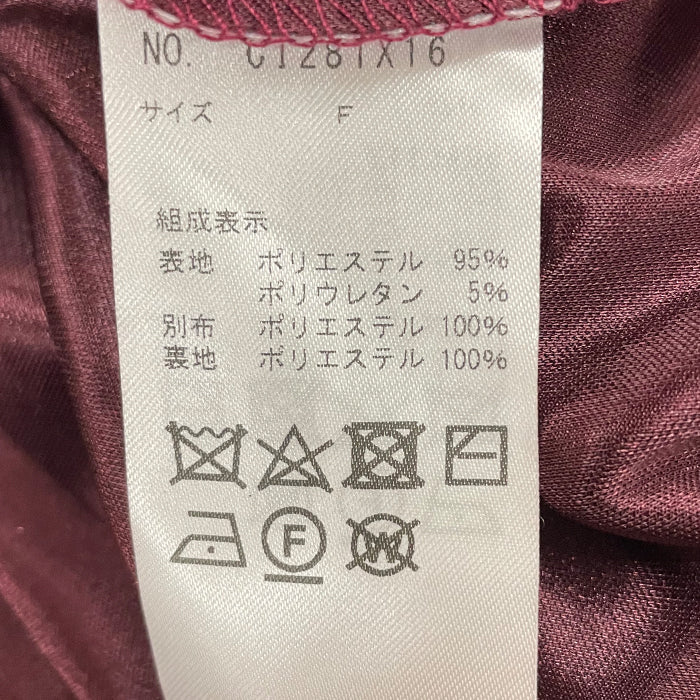 NO. C1281X16
サイズ F
組成表示
表地 ポリエステル 95%
ポリウレタン 5%
別布 ポリエステル 100%
裏地 ポリエステル 100%
F W